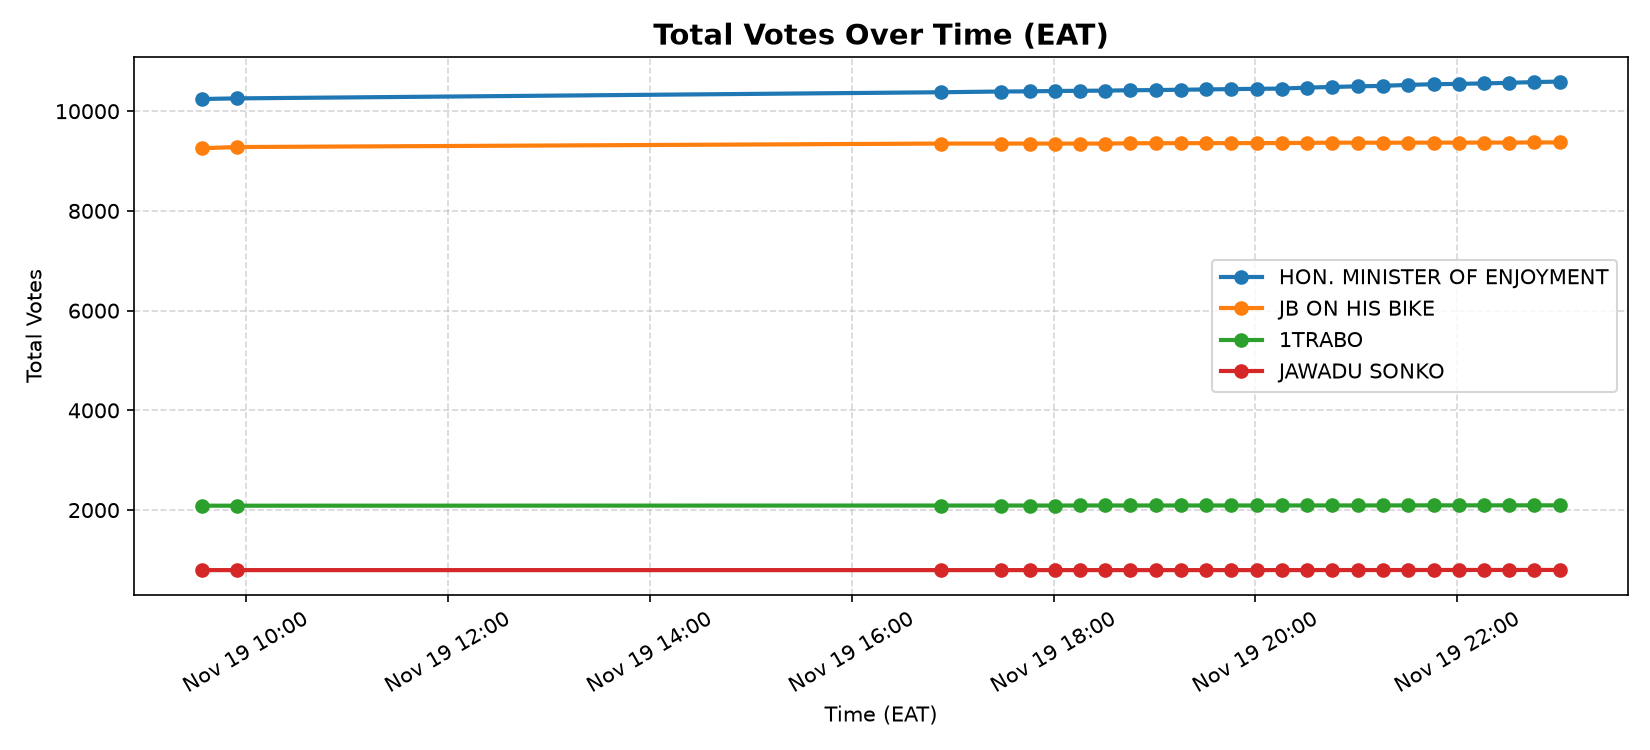 Total Votes Over Time (EAT)
Total Votes
10000
8000
6000
4000
2000
HON. MINISTER OF ENJOYMENT
JB ON HIS BIKE
1TRABO
JAWADU SONKO
Nov 19 10:00
Nov 19 12:00
Nov 19 14:00
Nov 19 16:00
Nov 19 18:00
Nov 19 20:00
Nov 19 22:00
Time (EAT)